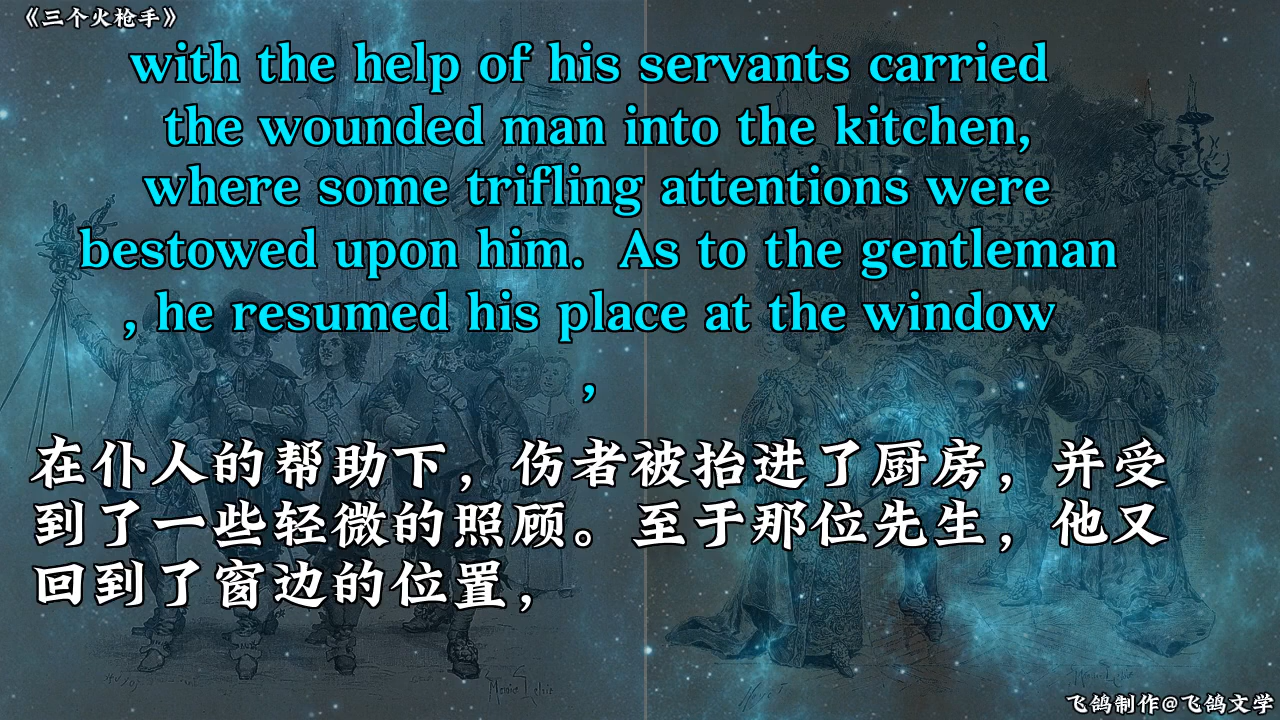 《三个火枪手》
with the help of his servants carried
the wounded man into the kitchen,
where some trifling attentions were
bestowed upon him.  As to the gentleman
, he resumed his place at the window
,
在仆人的帮助下，伤者被抬进了厨房，并受
到了一些轻微的照顾。至于那位先生，他又
回到了窗边的位置，
飞鸽制作@飞鸽文学